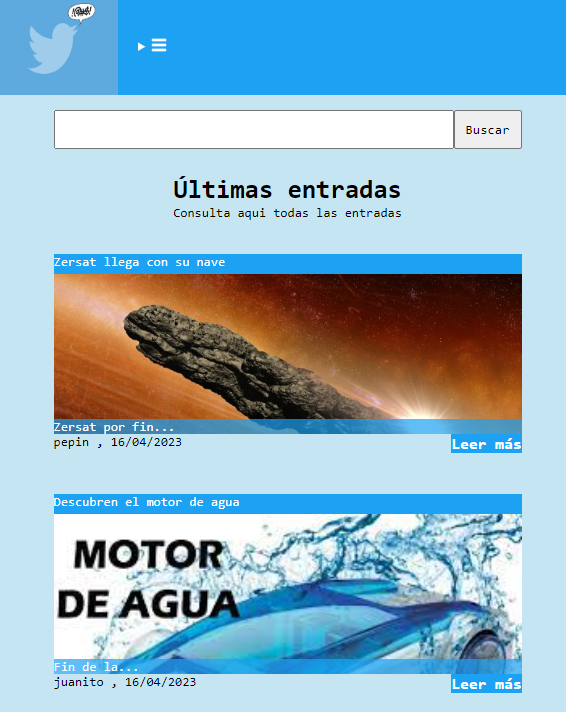 Buscar
Últimas entradas
Consulta aqui todas las entradas
Zersat llega con su nave
Zersat por fin...
pepin , 16/04/2023
Leer más
Descubren el motor de agua
MOTOR
DE AGUA
Fin de la...
juanito , 16/04/2023
Leer más